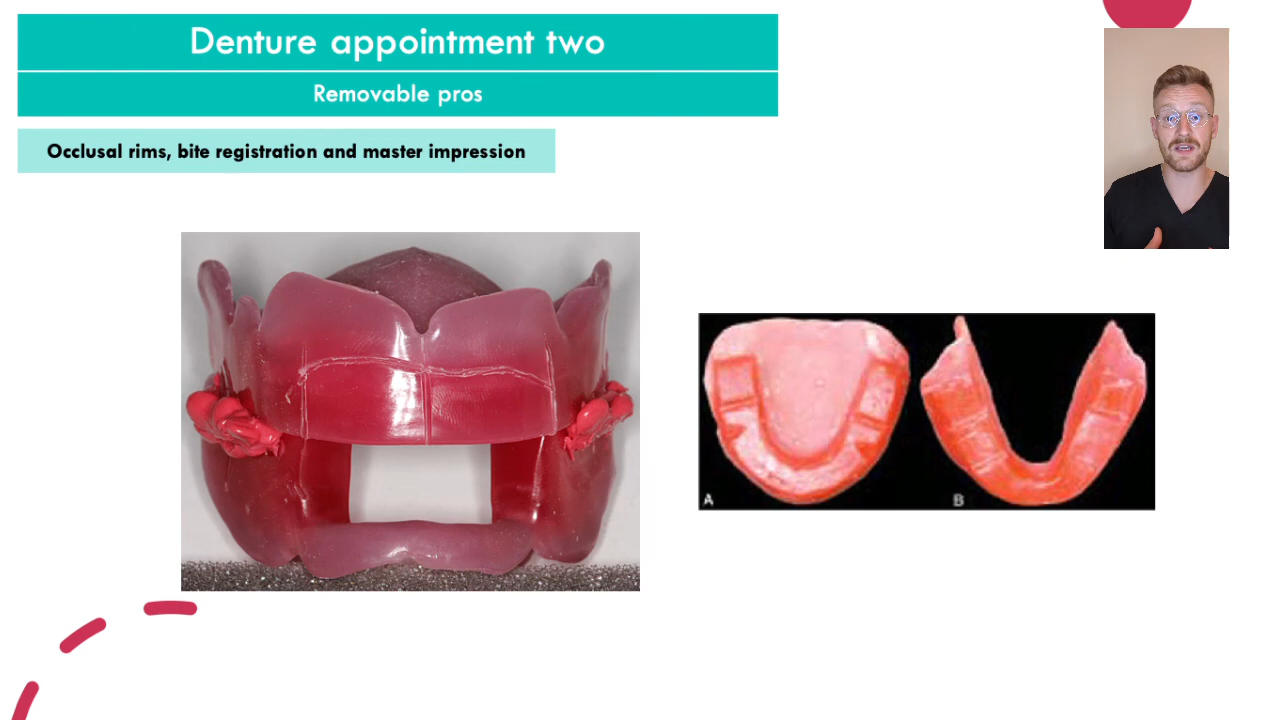 Denture appointment two
Removable pros
Occlusal rims, bite registration and master impression
A
B